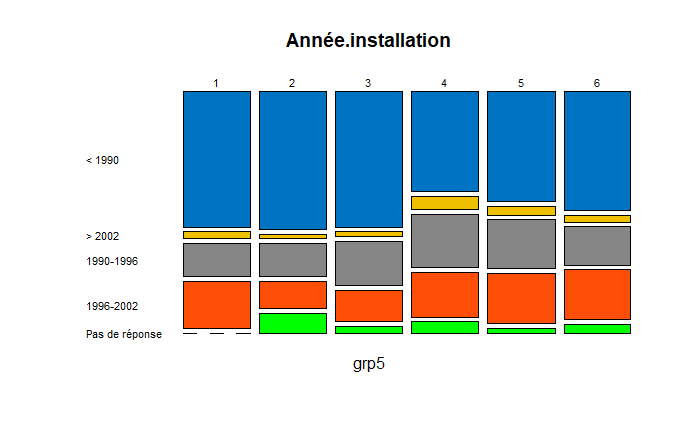 Année.installation
1 2 3 4 5 6
< 1990
> 2002
1990-1996
1996-2002
Pas de réponse
grp5